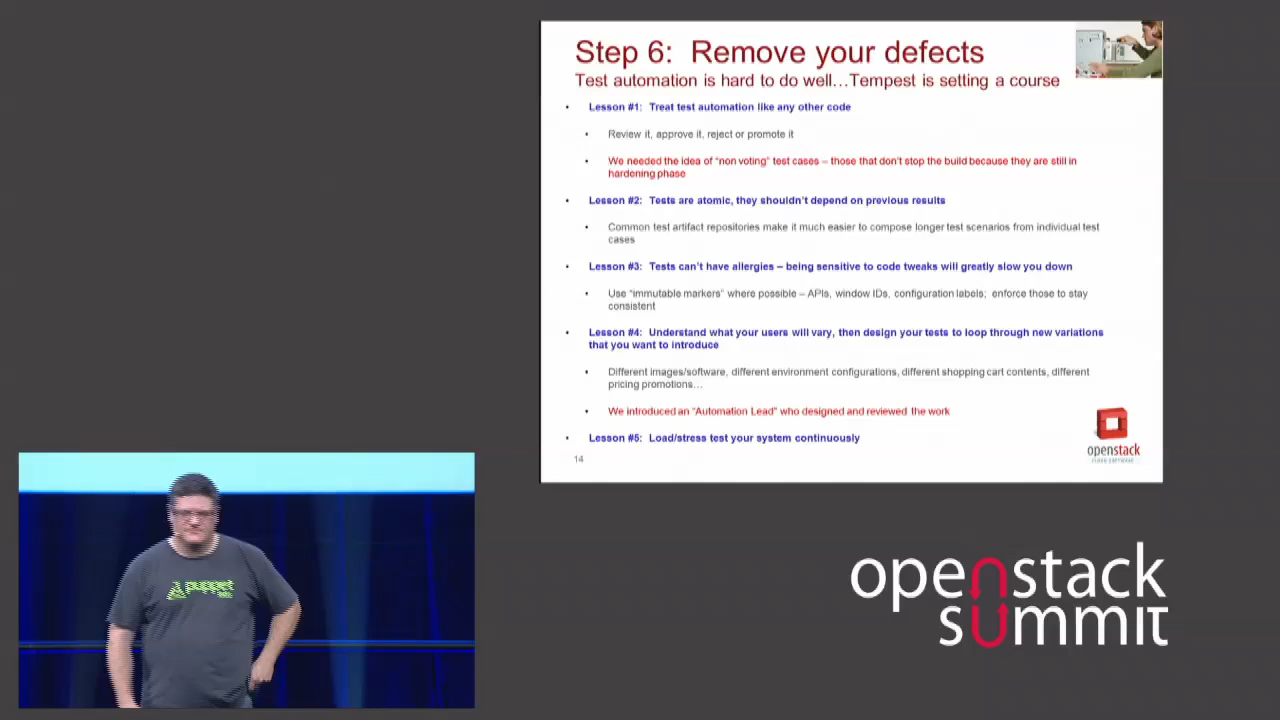 Step 6: Remove your defects
Test automation is hard to do well…Tempest is setting a course
• Lesson #1: Treat test automation like any other code
• Review it, approve it, reject or promote it
• We needed the idea of “non voting” test cases – those that don’t stop the build because they are still in
hardening phase
• Lesson #2: Tests are atomic, they shouldn’t depend on previous results
• Common test artifact repositories make it much easier to compose longer test scenarios from individual test
cases
• Lesson #3: Tests can’t have allergies – being sensitive to code tweaks will greatly slow you down
• Use “immutable markers” where possible – APIs, window IDs, configuration labels; enforce those to stay
consistent
• Lesson #4: Understand what your users will vary, then design your tests to loop through new variations
that you want to introduce
• Different images/software, different environment configurations, different shopping cart contents, different
pricing promotions…
• We introduced an “Automation Lead” who designed and reviewed the work
• Lesson #5: Load/stress test your system continuously
14
openstack
CLOUD SOFTWARE
openstack
summit